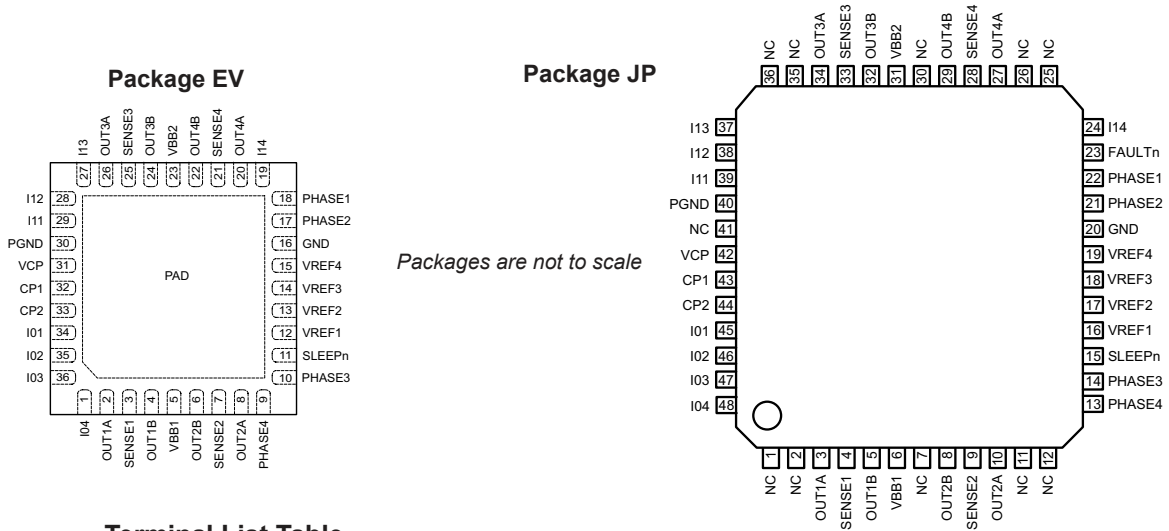 Package EV
I13
OUT3A
SENSE3
OUT3B
VBB2
OUT4B
SENSE4
OUT4A
I14
27
26
25
24
23
22
21
20
19
I12 28
I11 29
PGND 30
VCP 31
CP1 32
CP2 33
I01 34
I02 35
I03 36
PAD
18 PHASE1
17 PHASE2
16 GND
15 VREF4
14 VREF3
13 VREF2
12 VREF1
11 SLEEPn
10 PHASE3
1
2
3
4
5
6
7
8
9
I04
OUT1A
SENSE1
OUT1B
VBB1
OUT2B
SENSE2
OUT2A
PHASE4
Packages are not to scale
Package JP
NC
NC
OUT3A
SENSE3
OUT3B
VBB2
NC
OUT4B
SENSE4
OUT4A
NC
NC
36
35
34
33
32
31
30
29
28
27
26
25
I13 37
I12 38
I11 39
PGND 40
NC 41
VCP 42
CP1 43
CP2 44
I01 45
I02 46
I03 47
I04 48
24 I14
23 FAULTn
22 PHASE1
21 PHASE2
20 GND
19 VREF4
18 VREF3
17 VREF2
16 VREF1
15 SLEEPn
14 PHASE3
13 PHASE4
1
2
3
4
5
6
7
8
9
10
11
12
NC
NC
OUT1A
SENSE1
OUT1B
VBB1
NC
OUT2B
SENSE2
OUT2A
NC
NC
Terminal List Table